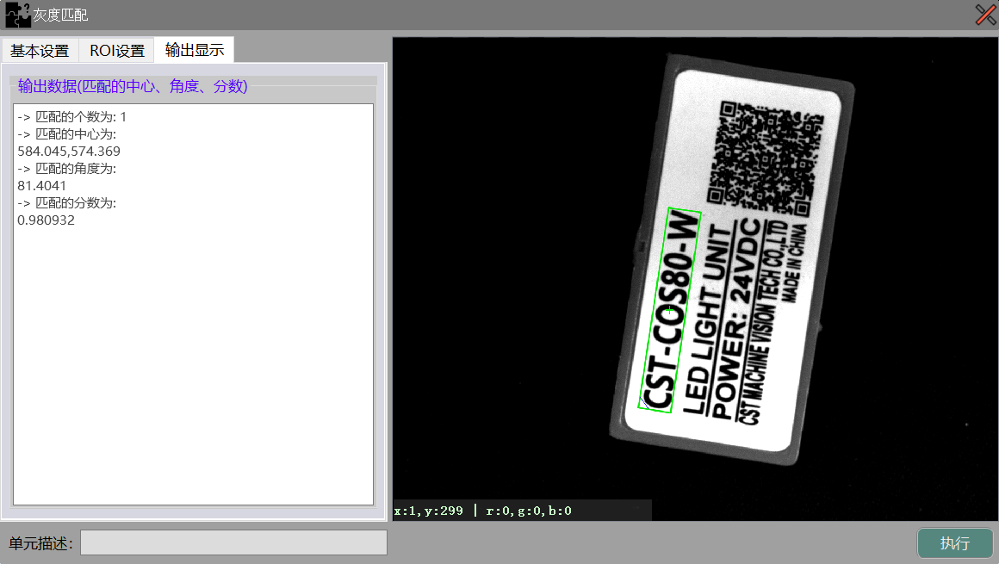 灰度匹配
基本设置
ROI设置
输出显示
输出数据(匹配的中心、角度、分数)
-> 匹配的个数为: 1
-> 匹配的中心为:
584.045,574.369
-> 匹配的角度为:
81.4041
-> 匹配的分数为:
0.980932
CST-COS80-W
LED LIGHT UNIT
POWER: 24VDC
CST MACHINE VISION TECH CO.,LTD
MADE IN CHINA
x:1,y:299 | r:0,g:0,b:0
单元描述:
执行